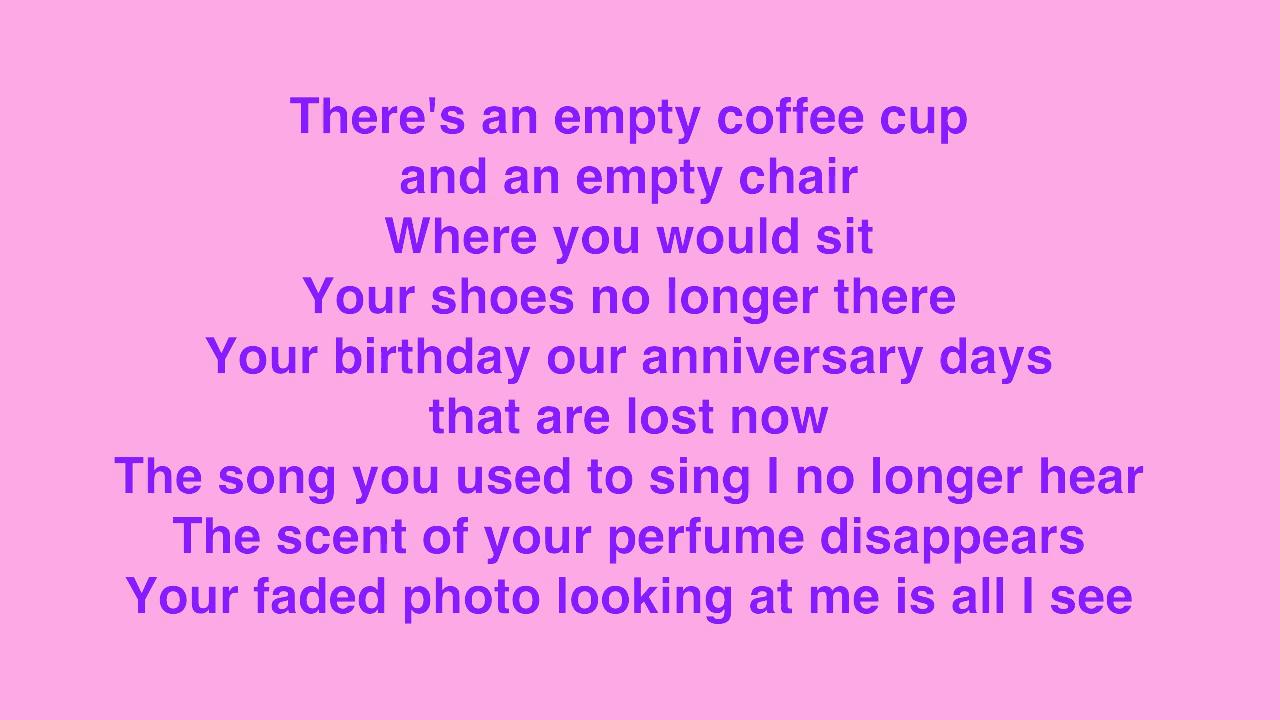 There's an empty coffee cup
and an empty chair
Where you would sit
Your shoes no longer there
Your birthday our anniversary days
that are lost now
The song you used to sing I no longer hear
The scent of your perfume disappears
Your faded photo looking at me is all I see